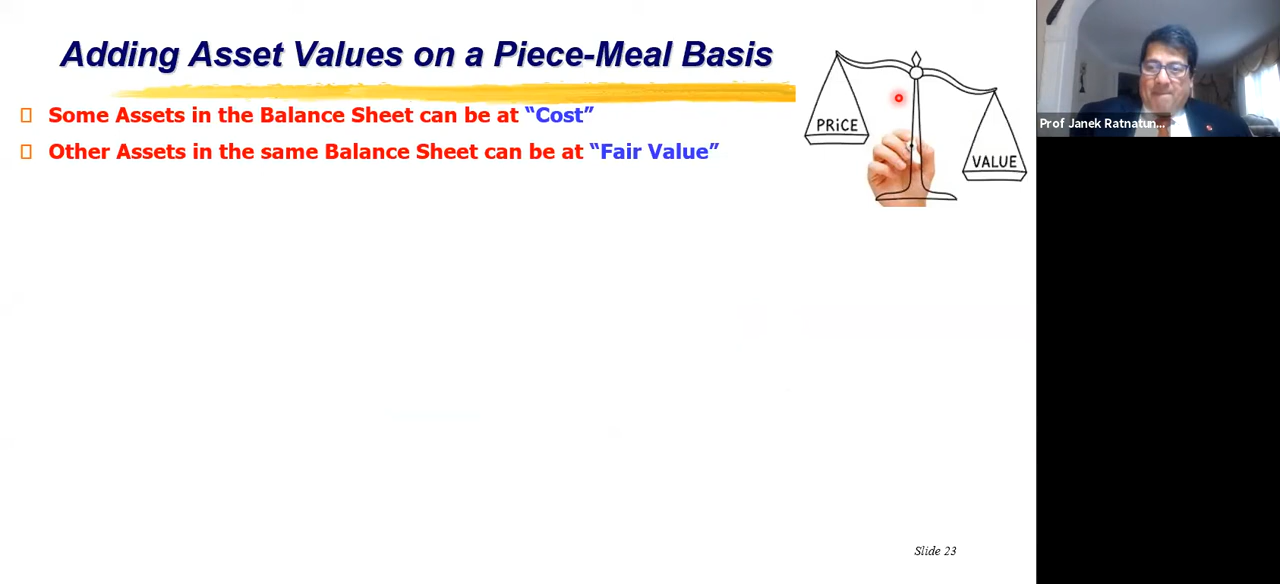 Adding Asset Values on a Piece-Meal Basis
Some Assets in the Balance Sheet can be at “Cost”
Other Assets in the same Balance Sheet can be at “Fair Value”
PRiCE
VALUE
Prof Janek Ratnatun...
Slide 23